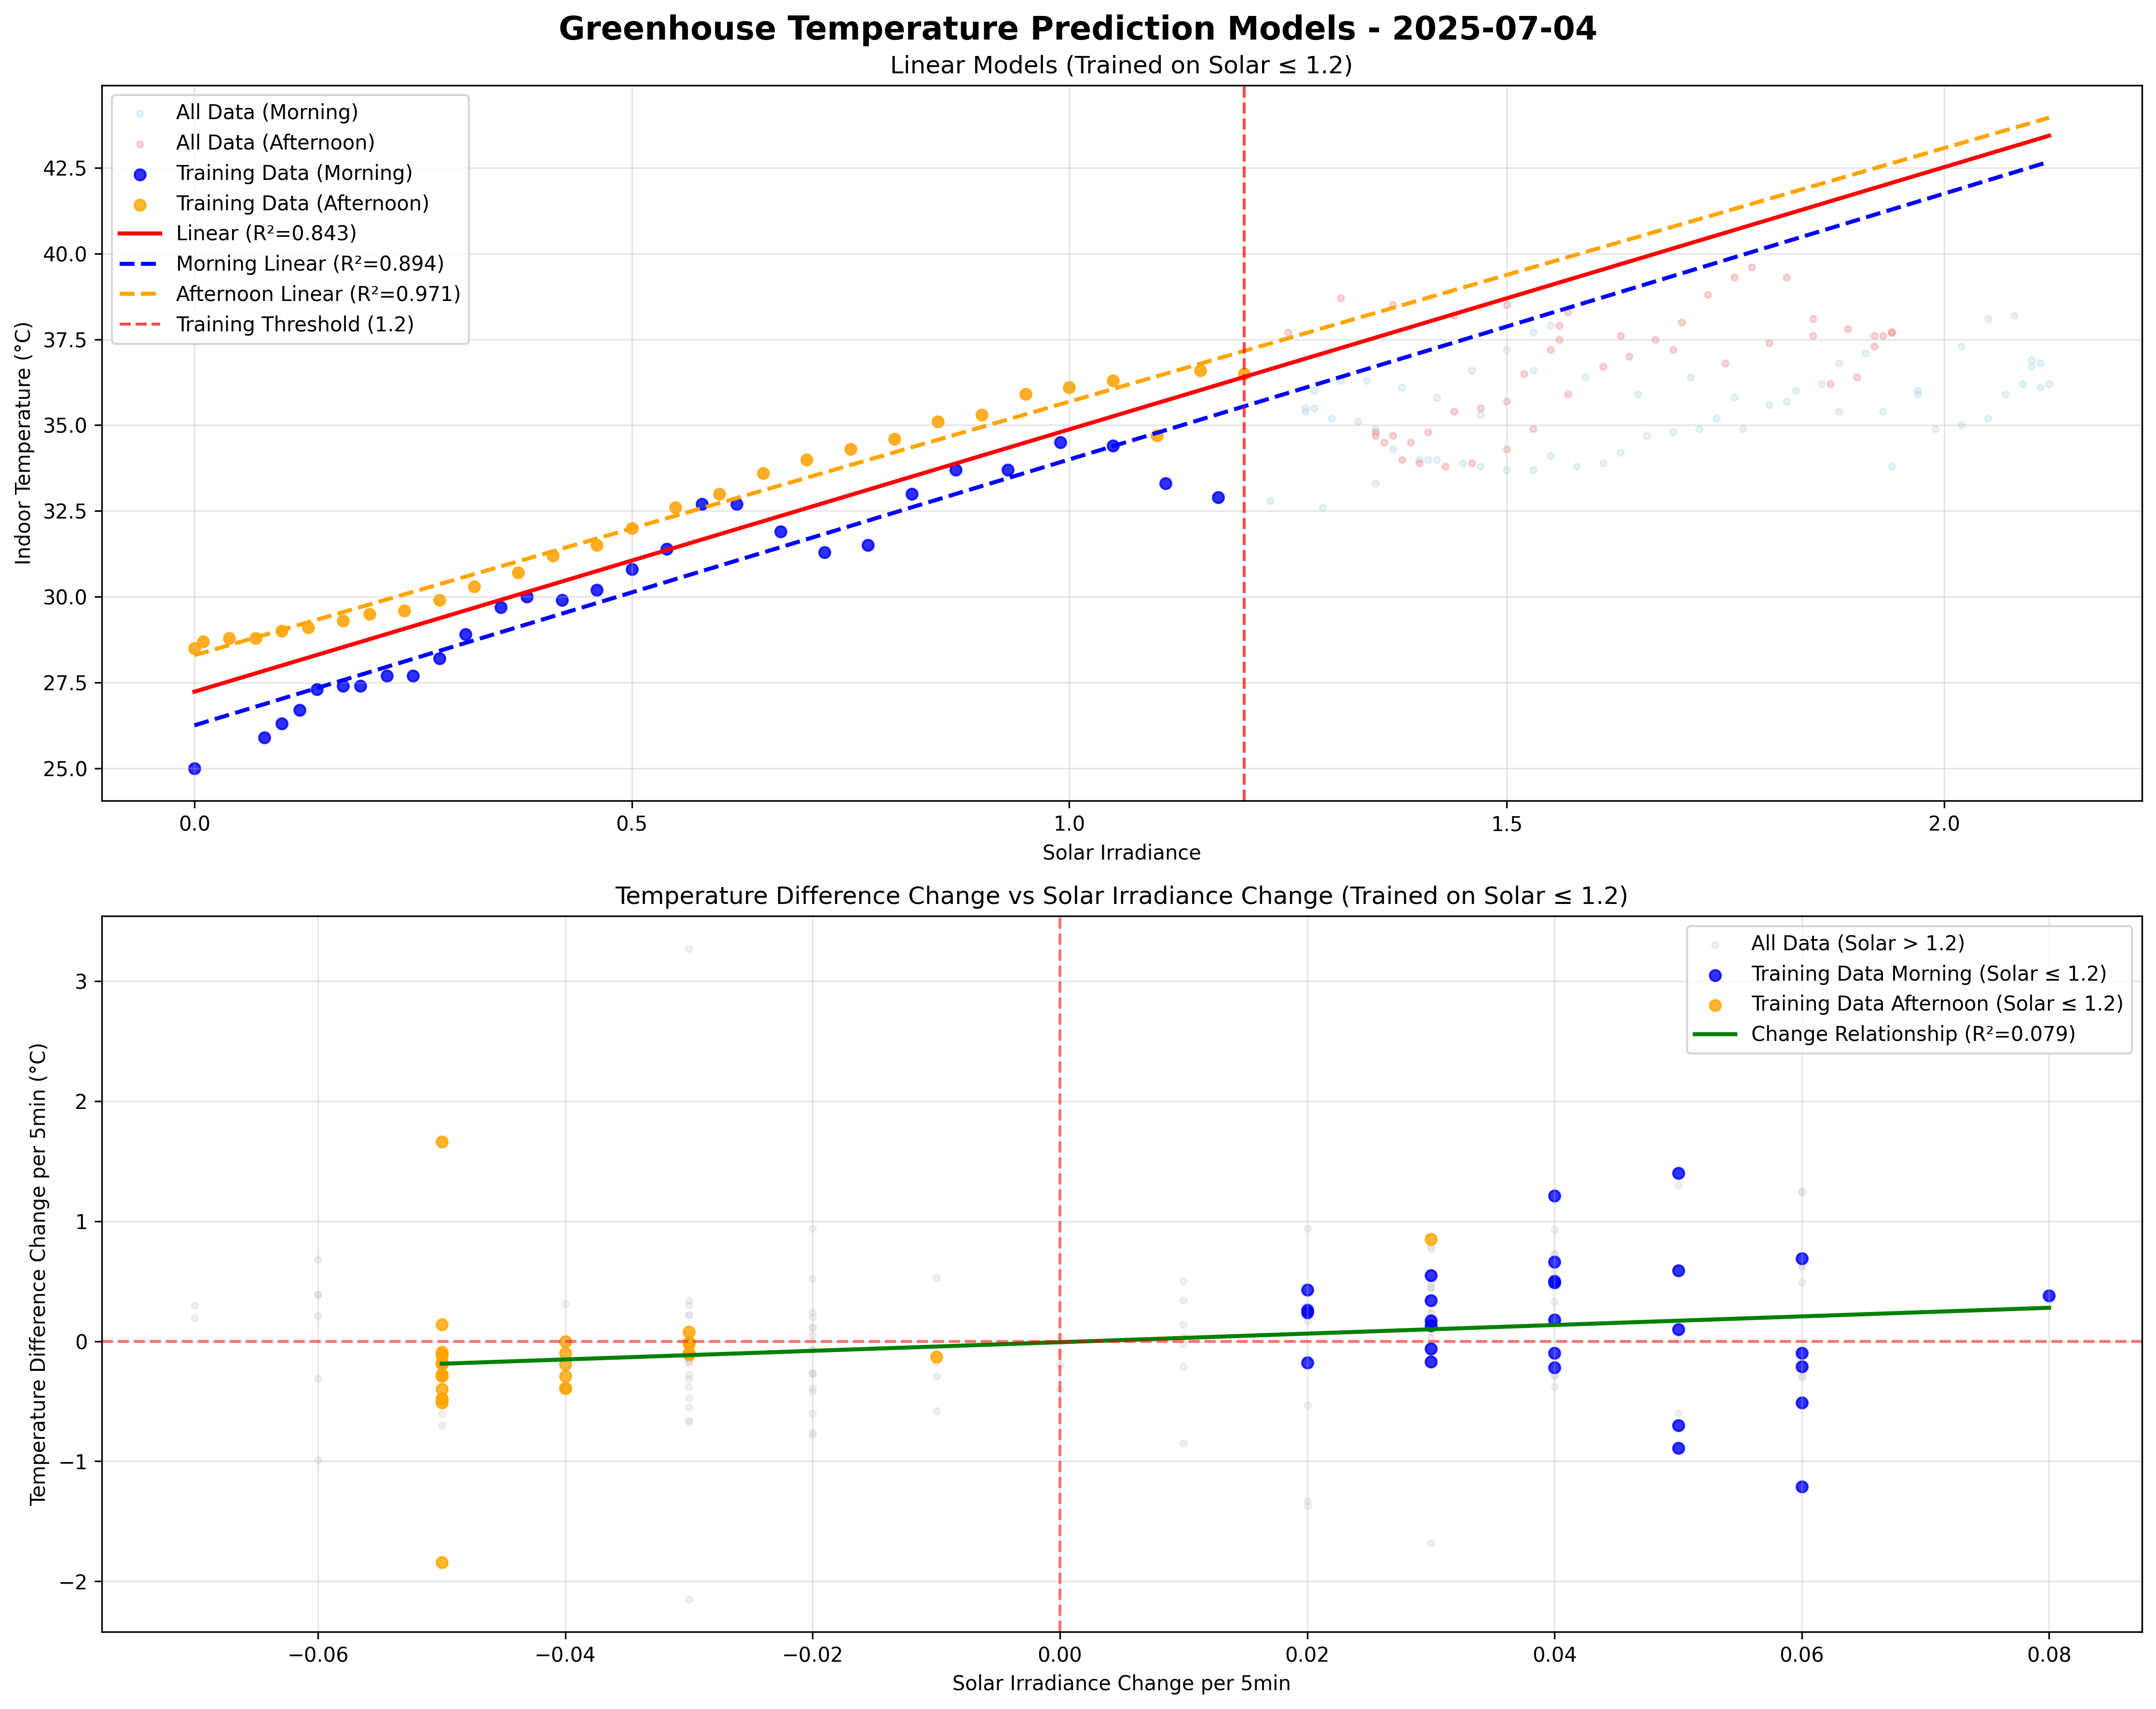 Greenhouse Temperature Prediction Models - 2025-07-04
Linear Models (Trained on Solar ≤ 1.2)
All Data (Morning)
All Data (Afternoon)
Training Data (Morning)
Training Data (Afternoon)
Linear (R²=0.843)
Morning Linear (R²=0.894)
Afternoon Linear (R²=0.971)
Training Threshold (1.2)
Indoor Temperature (°C)
42.5
40.0
37.5
35.0
32.5
30.0
27.5
25.0
0.0 0.5 1.0 1.5 2.0
Solar Irradiance
Temperature Difference Change vs Solar Irradiance Change (Trained on Solar ≤ 1.2)
All Data (Solar > 1.2)
Training Data Morning (Solar ≤ 1.2)
Training Data Afternoon (Solar ≤ 1.2)
Change Relationship (R²=0.079)
Temperature Difference Change per 5min (°C)
3
2
1
0
−1
−2
−0.06 −0.04 −0.02 0.00 0.02 0.04 0.06 0.08
Solar Irradiance Change per 5min